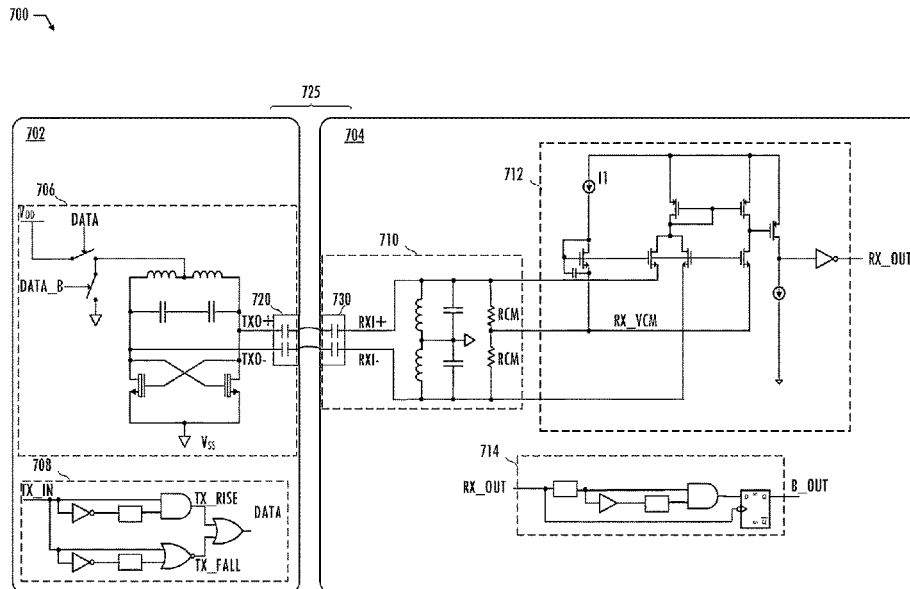 700
725
702
704
706
712
VDD
DATA
I1
710
DATA_B
720
730
RX_OUT
TXO+
RXI+
RCM
RX_VCM
TXO-
RXI-
RCM
VSS
708
714
TX_IN
TX_RISE
RX_OUT
B_OUT
DATA
TX_FALL